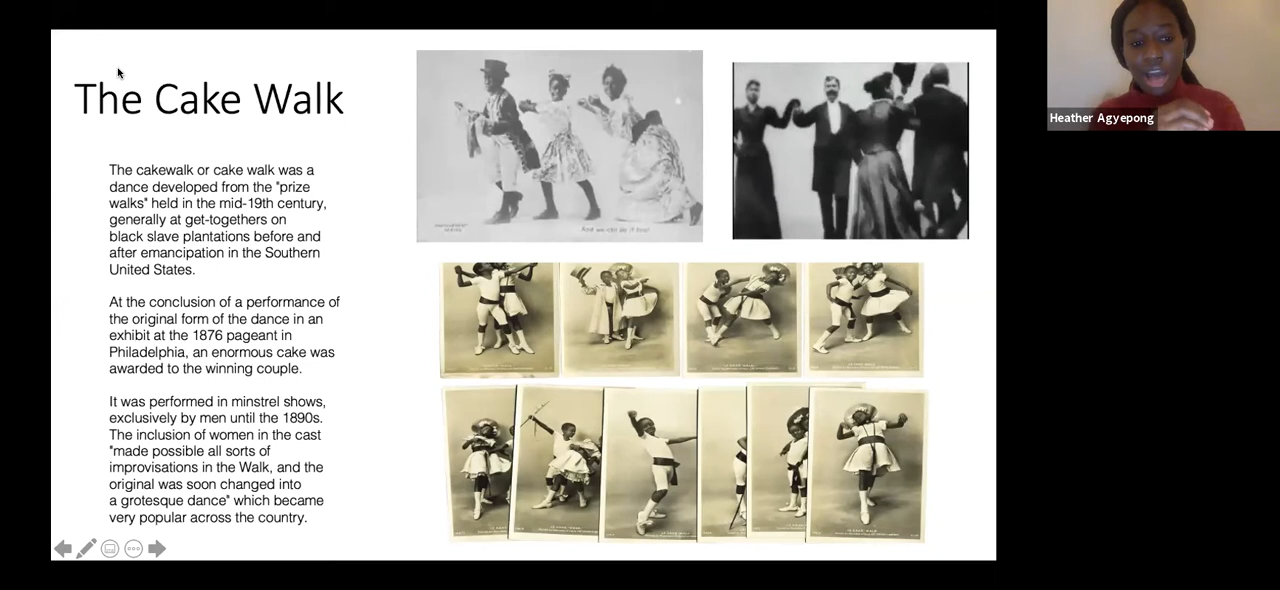 The Cake Walk
The cakewalk or cake walk was a
dance developed from the "prize
walks" held in the mid-19th century,
generally at get-togethers on
black slave plantations before and
after emancipation in the Southern
United States.
At the conclusion of a performance of
the original form of the dance in an
exhibit at the 1876 pageant in
Philadelphia, an enormous cake was
awarded to the winning couple.
It was performed in minstrel shows,
exclusively by men until the 1890s.
The inclusion of women in the cast
"made possible all sorts of
improvisations in the Walk, and the
original was soon changed into
a grotesque dance" which became
very popular across the country.
Heather Agyepong